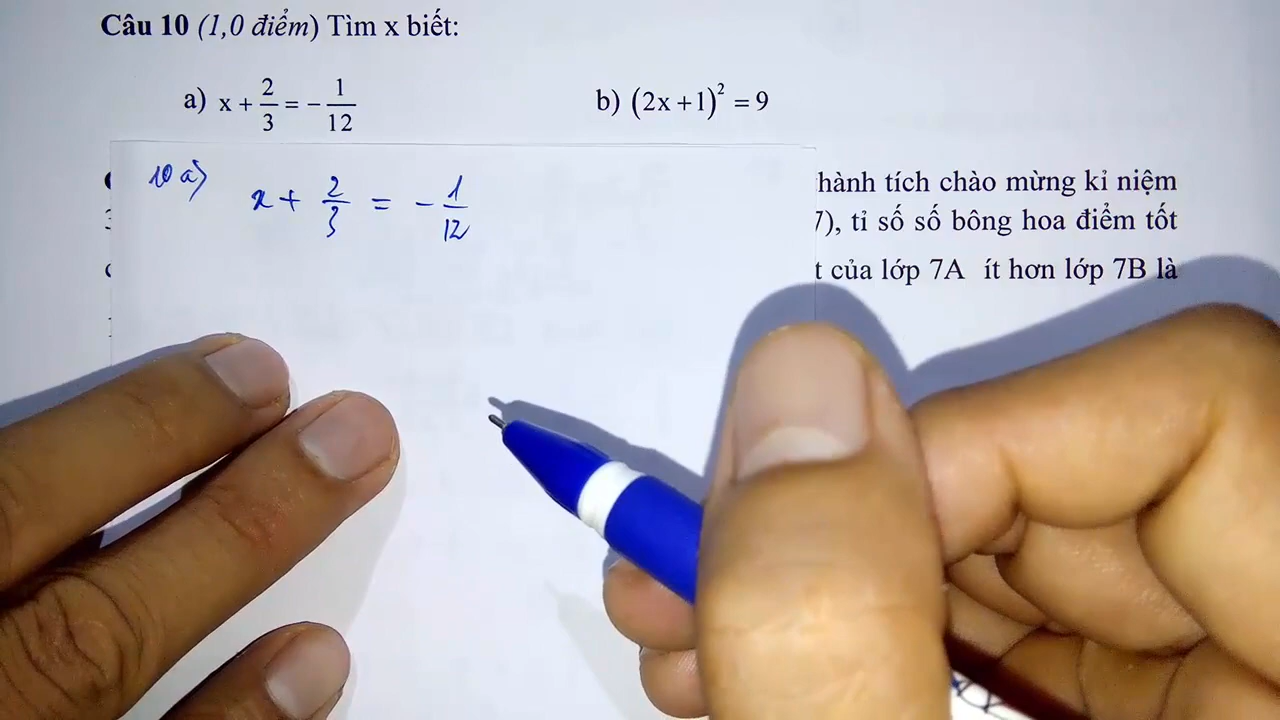 Câu 10 (1,0 điểm) Tìm x biết:
a) x + 2/3 = - 1/12
b) (2x + 1)² = 9
10 a) x + 2/3 = - 1/12
hành tích chào mừng kỉ niệm
7), tỉ số số bông hoa điểm tốt
t của lớp 7A ít hơn lớp 7B là